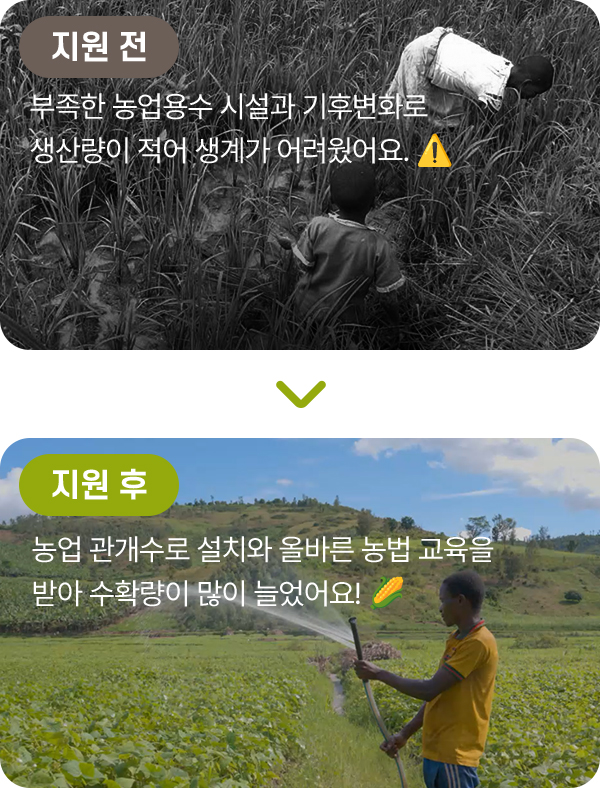 지원 전
부족한 농업용수 시설과 기후변화로
생산량이 적어 생계가 어려웠어요. ⚠️
지원 후
농업 관개수로 설치와 올바른 농법 교육을
받아 수확량이 많이 늘었어요! 🌽